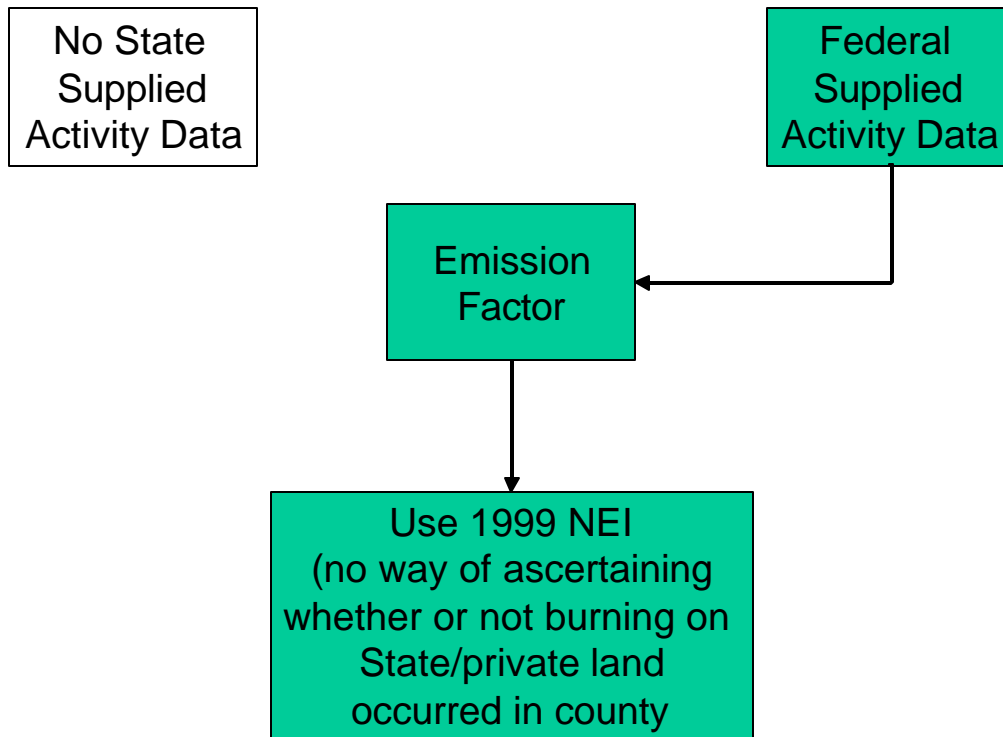 No State
Supplied
Activity Data
Federal
Supplied
Activity Data
Emission
Factor
Use 1999 NEI
(no way of ascertaining
whether or not burning on
State/private land
occurred in county